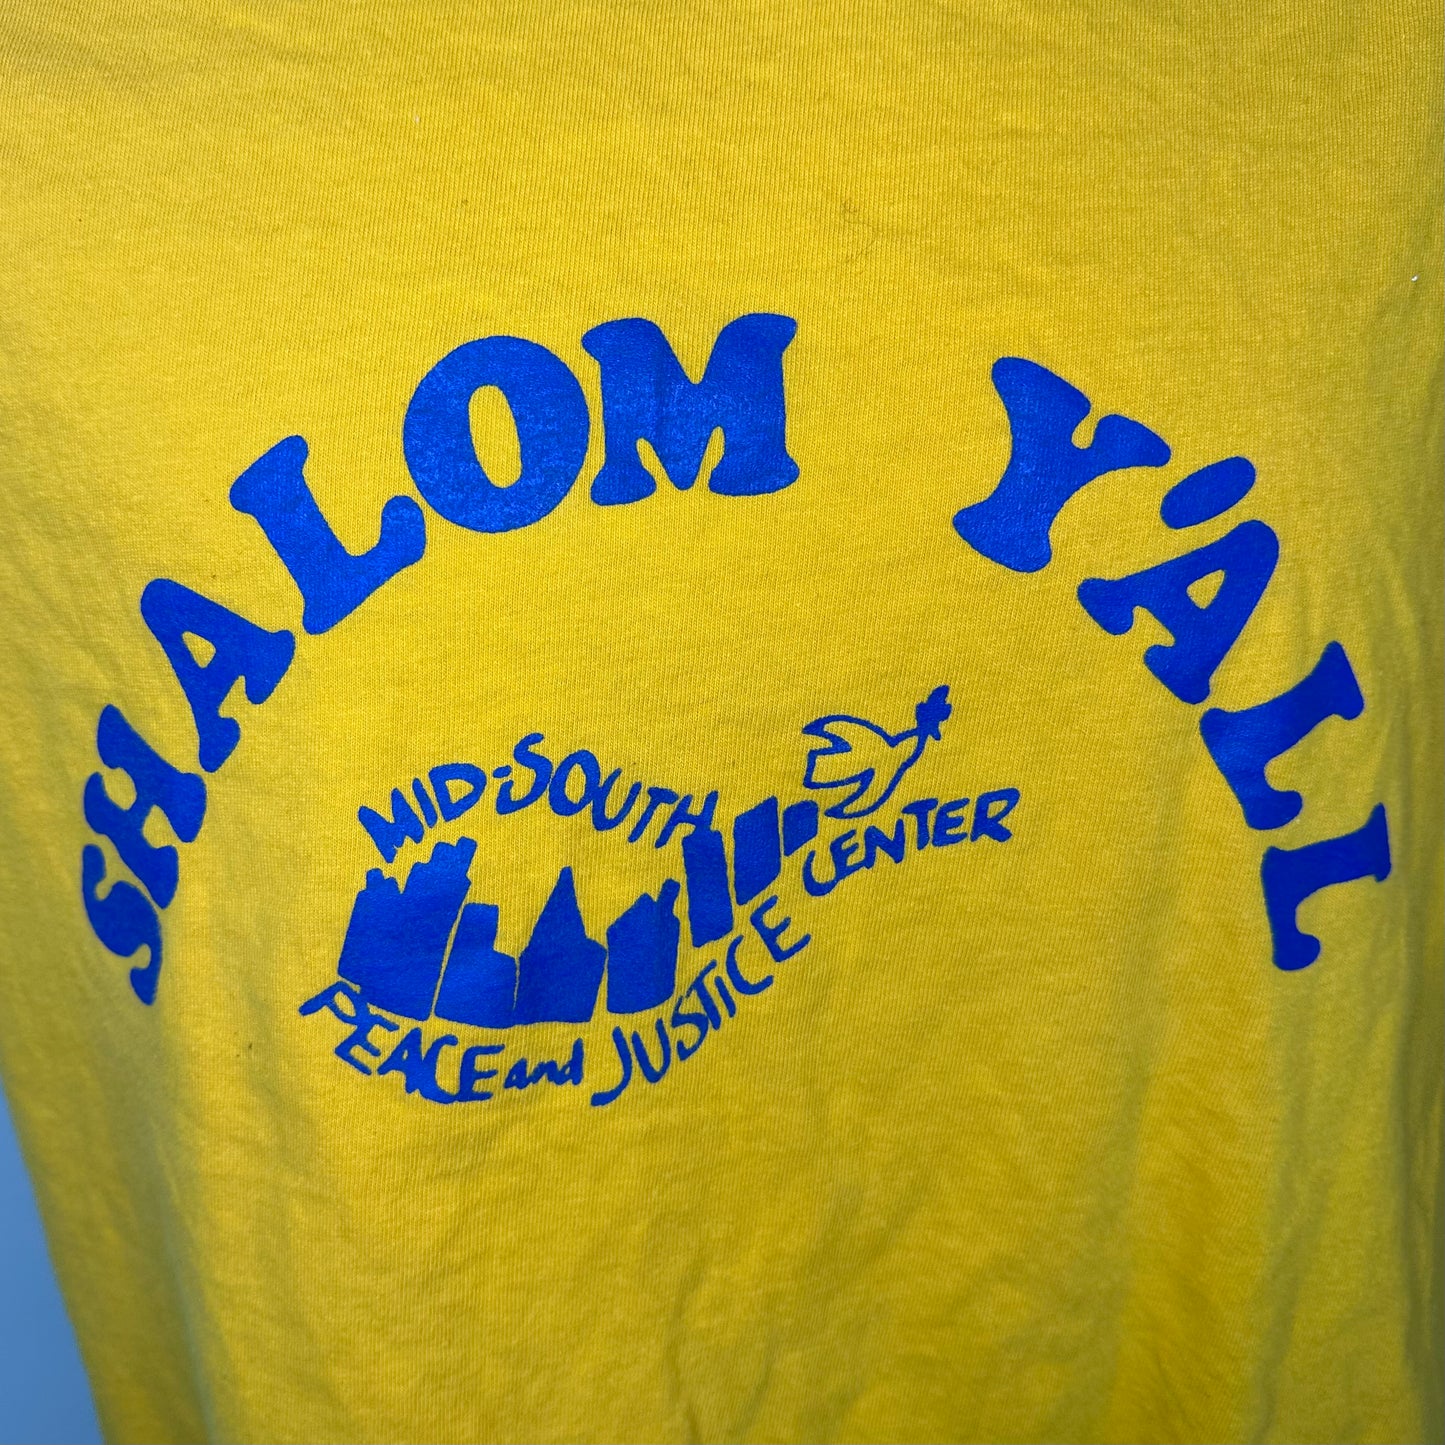 SHALOM Y'ALL
MID-SOUTH
PEACE and JUSTICE CENTER